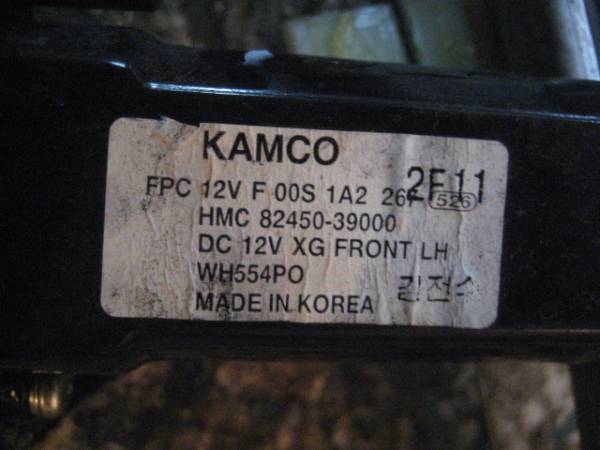 KAMCO
2F11
FPC 12V F 00S 1A2 526
HMC 82450-39000
DC 12V XG FRONT LH
WH554PO 김전수
MADE IN KOREA